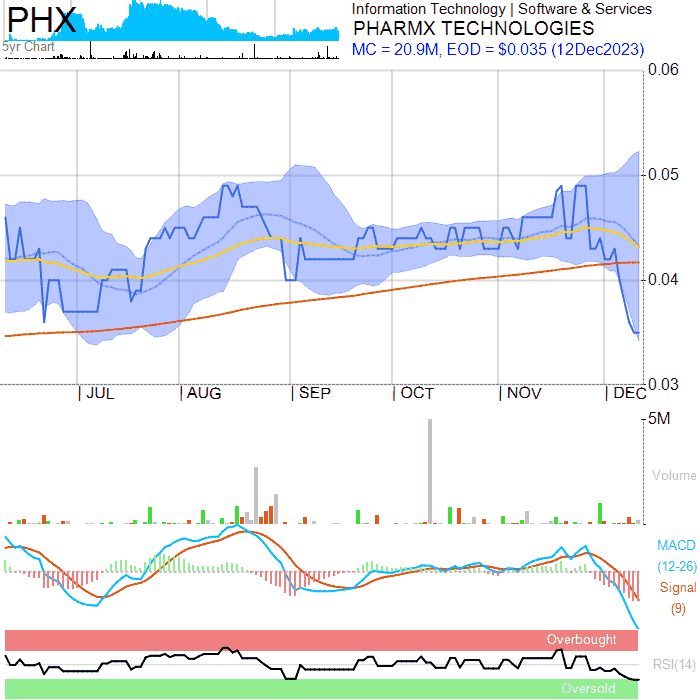 PHX
5yr Chart
Information Technology | Software & Services
PHARMX TECHNOLOGIES
MC = 20.9M, EOD = $0.035 (12Dec2023)
0.06
0.05
0.04
0.03
| JUL | AUG | SEP | OCT | NOV | DEC
5M
Volume
MACD
(12-26)
Signal
(9)
Overbought
RSI(14)
Oversold